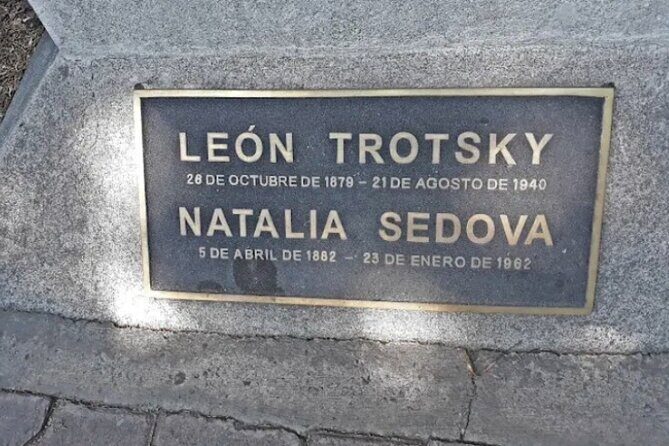 LEÓN TROTSKY
26 DE OCTUBRE DE 1879 – 21 DE AGOSTO DE 1940
NATALIA SEDOVA
5 DE ABRIL DE 1882 – 23 DE ENERO DE 1962